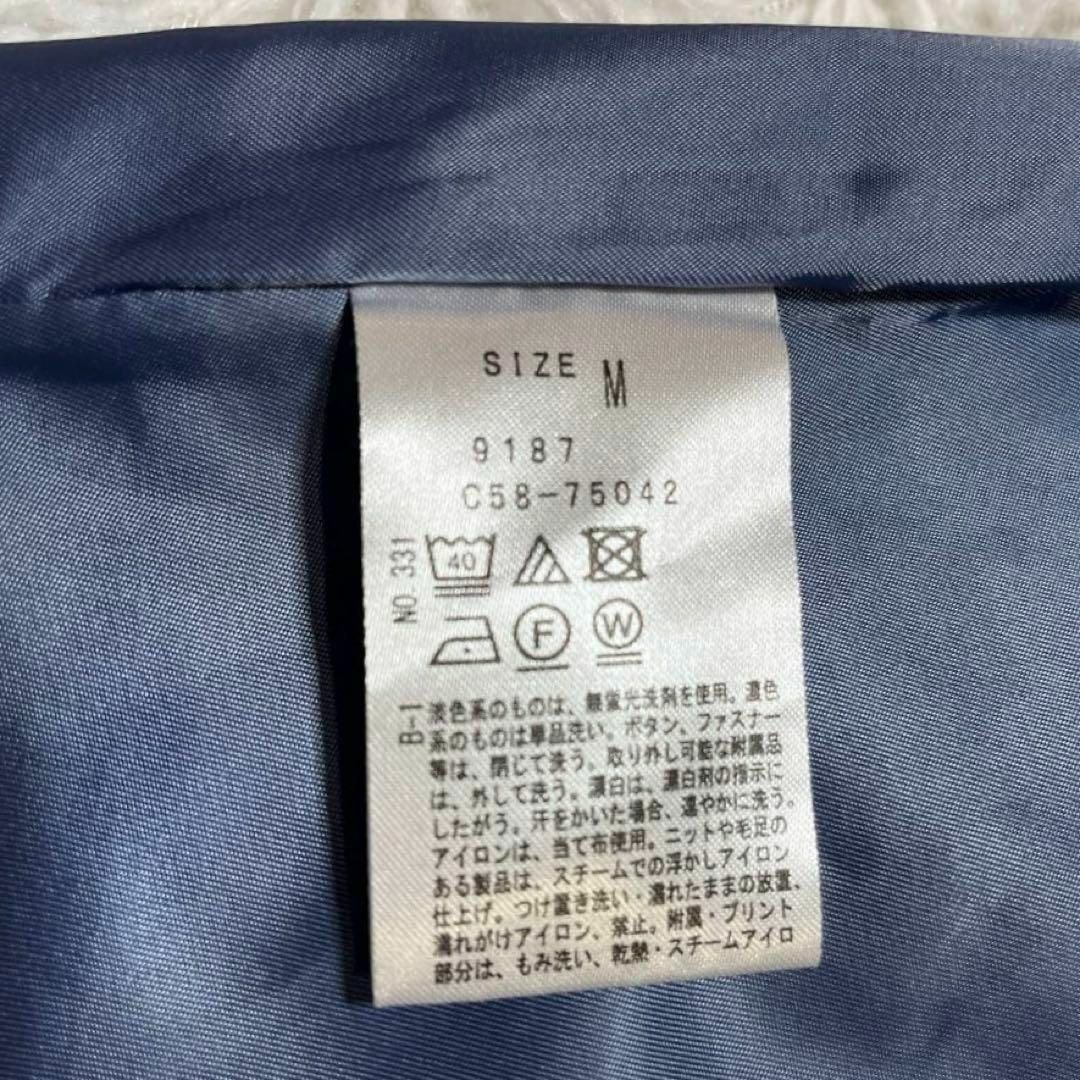 SIZE M
9187
C58-75042
NO.331
40
F W
B-1
淡色系のものは、無蛍光洗剤を使用。濃色
系のものは単品洗い。ボタン、ファスナー
等は、閉じて洗う。取り外し可能な附属品
は、外して洗う。漂白は、漂白剤の指示に
したがう。汗をかいた場合、速やかに洗う。
アイロンは、当て布使用。ニットや毛足の
ある製品は、スチームでの浮かしアイロン
仕上げ。つけ置き洗い・濡れたままの放置、
濡れがけアイロン、禁止。附属・プリント
部分は、もみ洗い、乾熱・スチームアイロ